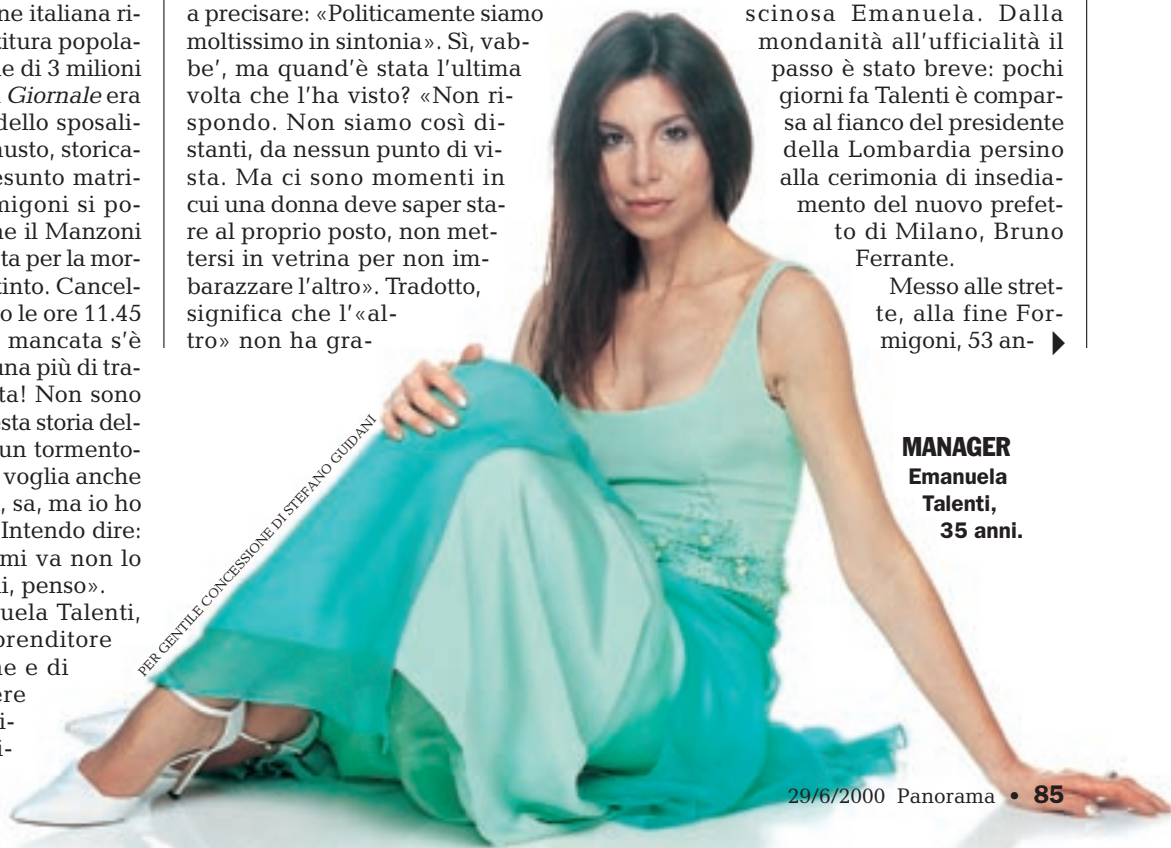 ne italiana ri-
titura popola-
e di 3 milioni
Giornale era
dello sposali-
austo, storica-
esunto matri-
migoni si po-
ne il Manzoni
ta per la mor-
tinto. Cancel-
o le ore 11.45
mancata s'è
una più di tra-
ta! Non sono
esta storia del-
un tormento-
voglia anche
, sa, ma io ho
Intendo dire:
mi va non lo
i, penso».
uela Talenti,
prenditore
ne e di
ere
i-
i-
a precisare: «Politicamente siamo
moltissimo in sintonia». Sì, vab-
be', ma quand'è stata l'ultima
volta che l'ha visto? «Non ri-
spondo. Non siamo così di-
stanti, da nessun punto di vi-
sta. Ma ci sono momenti in
cui una donna deve saper sta-
re al proprio posto, non met-
tersi in vetrina per non im-
barazzare l'altro». Tradotto,
significa che l'«al-
tro» non ha gra-
scinosa Emanuela. Dalla
mondanità all'ufficialità il
passo è stato breve: pochi
giorni fa Talenti è compar-
sa al fianco del presidente
della Lombardia persino
alla cerimonia di insedia-
mento del nuovo prefet-
to di Milano, Bruno
Ferrante.
Messo alle stret-
te, alla fine For-
migoni, 53 an-
PER GENTILE CONCESSIONE DI STEFANO GUIDANI
MANAGER
Emanuela
Talenti,
35 anni.
29/6/2000 Panorama • 85